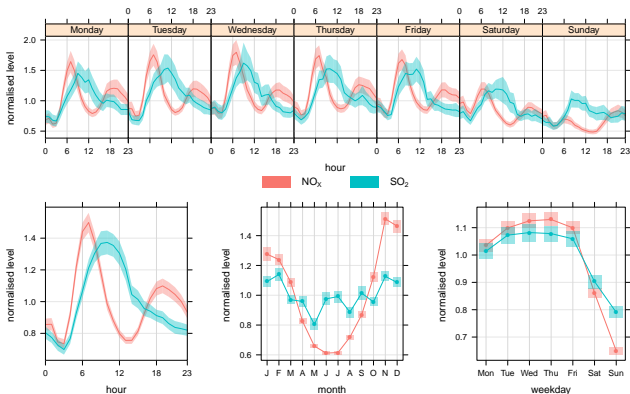 0 6 12 18 23 0 6 12 18 23 0 6 12 18 23
Monday Tuesday Wednesday Thursday Friday Saturday Sunday
normalised level
2.0
1.5
1.0
0.5
0 6 12 18 23 0 6 12 18 23 0 6 12 18 23 0 6 12 18 23
hour
NOX SO2
normalised level
1.4
1.2
1.0
0.8
0 6 12 18 23
hour
normalised level
1.4
1.2
1.0
0.8
0.6
J F M A M J J A S O N D
month
normalised level
1.1
1.0
0.9
0.8
0.7
Mon Tue Wed Thu Fri Sat Sun
weekday